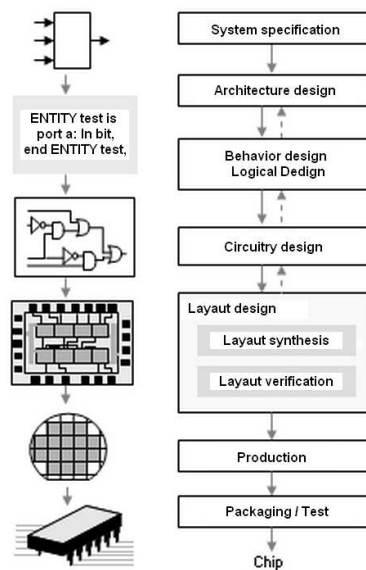 System specification
Architecture design
ENTITY test is
port a: In bit,
end ENTITY test,
Behavior design
Logical Dedign
Circuitry design
Layaut design
Layaut synthesis
Layaut verification
Production
Packaging / Test
Chip